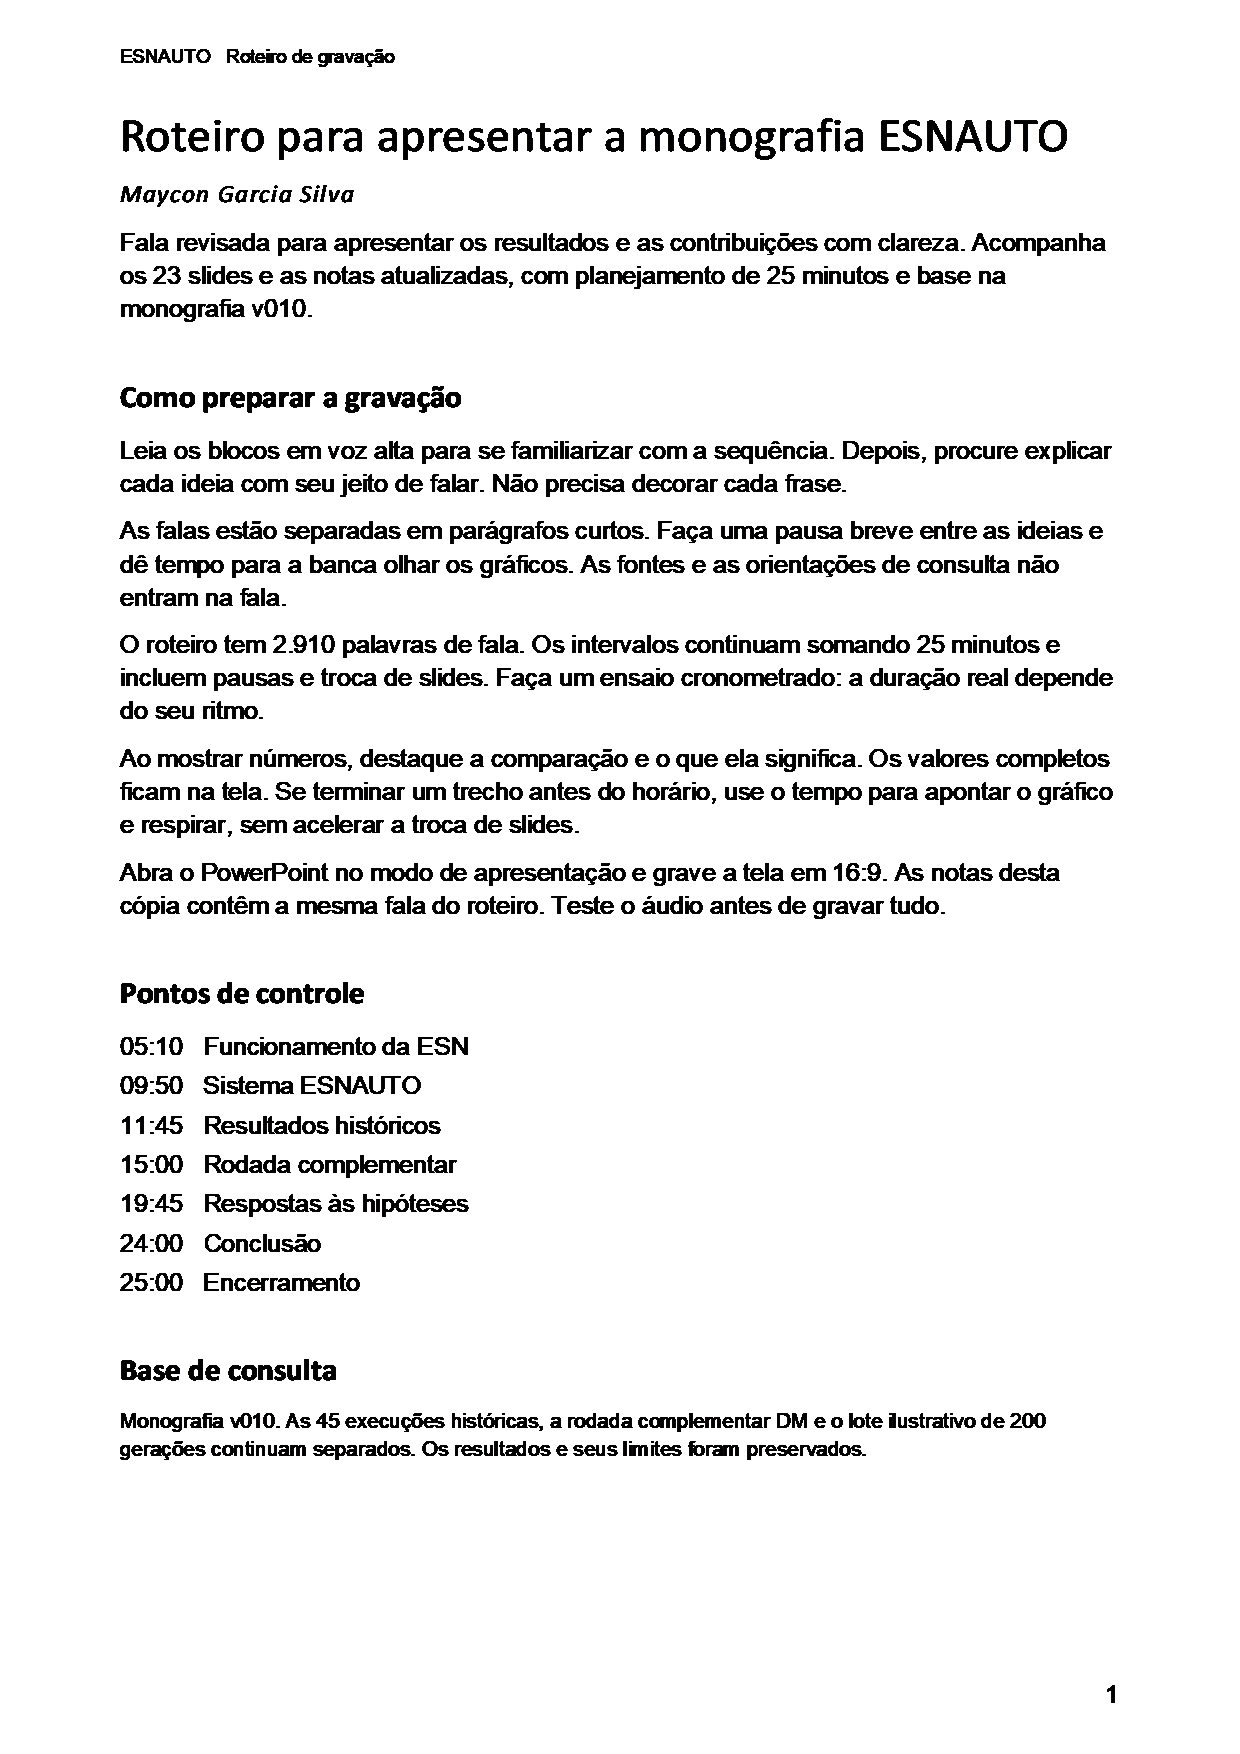 ESNAUTO Roteiro de gravação
Roteiro para apresentar a monografia ESNAUTO
Maycon Garcia Silva
Fala revisada para apresentar os resultados e as contribuições com clareza. Acompanha
os 23 slides e as notas atualizadas, com planejamento de 25 minutos e base na
monografia v010.
Como preparar a gravação
Leia os blocos em voz alta para se familiarizar com a sequência. Depois, procure explicar
cada ideia com seu jeito de falar. Não precisa decorar cada frase.
As falas estão separadas em parágrafos curtos. Faça uma pausa breve entre as ideias e
dê tempo para a banca olhar os gráficos. As fontes e as orientações de consulta não
entram na fala.
O roteiro tem 2.910 palavras de fala. Os intervalos continuam somando 25 minutos e
incluem pausas e troca de slides. Faça um ensaio cronometrado: a duração real depende
do seu ritmo.
Ao mostrar números, destaque a comparação e o que ela significa. Os valores completos
ficam na tela. Se terminar um trecho antes do horário, use o tempo para apontar o gráfico
e respirar, sem acelerar a troca de slides.
Abra o PowerPoint no modo de apresentação e grave a tela em 16:9. As notas desta
cópia contêm a mesma fala do roteiro. Teste o áudio antes de gravar tudo.
Pontos de controle
05:10 Funcionamento da ESN
09:50 Sistema ESNAUTO
11:45 Resultados históricos
15:00 Rodada complementar
19:45 Respostas às hipóteses
24:00 Conclusão
25:00 Encerramento
Base de consulta
Monografia v010. As 45 execuções históricas, a rodada complementar DM e o lote ilustrativo de 200
gerações continuam separados. Os resultados e seus limites foram preservados.
1